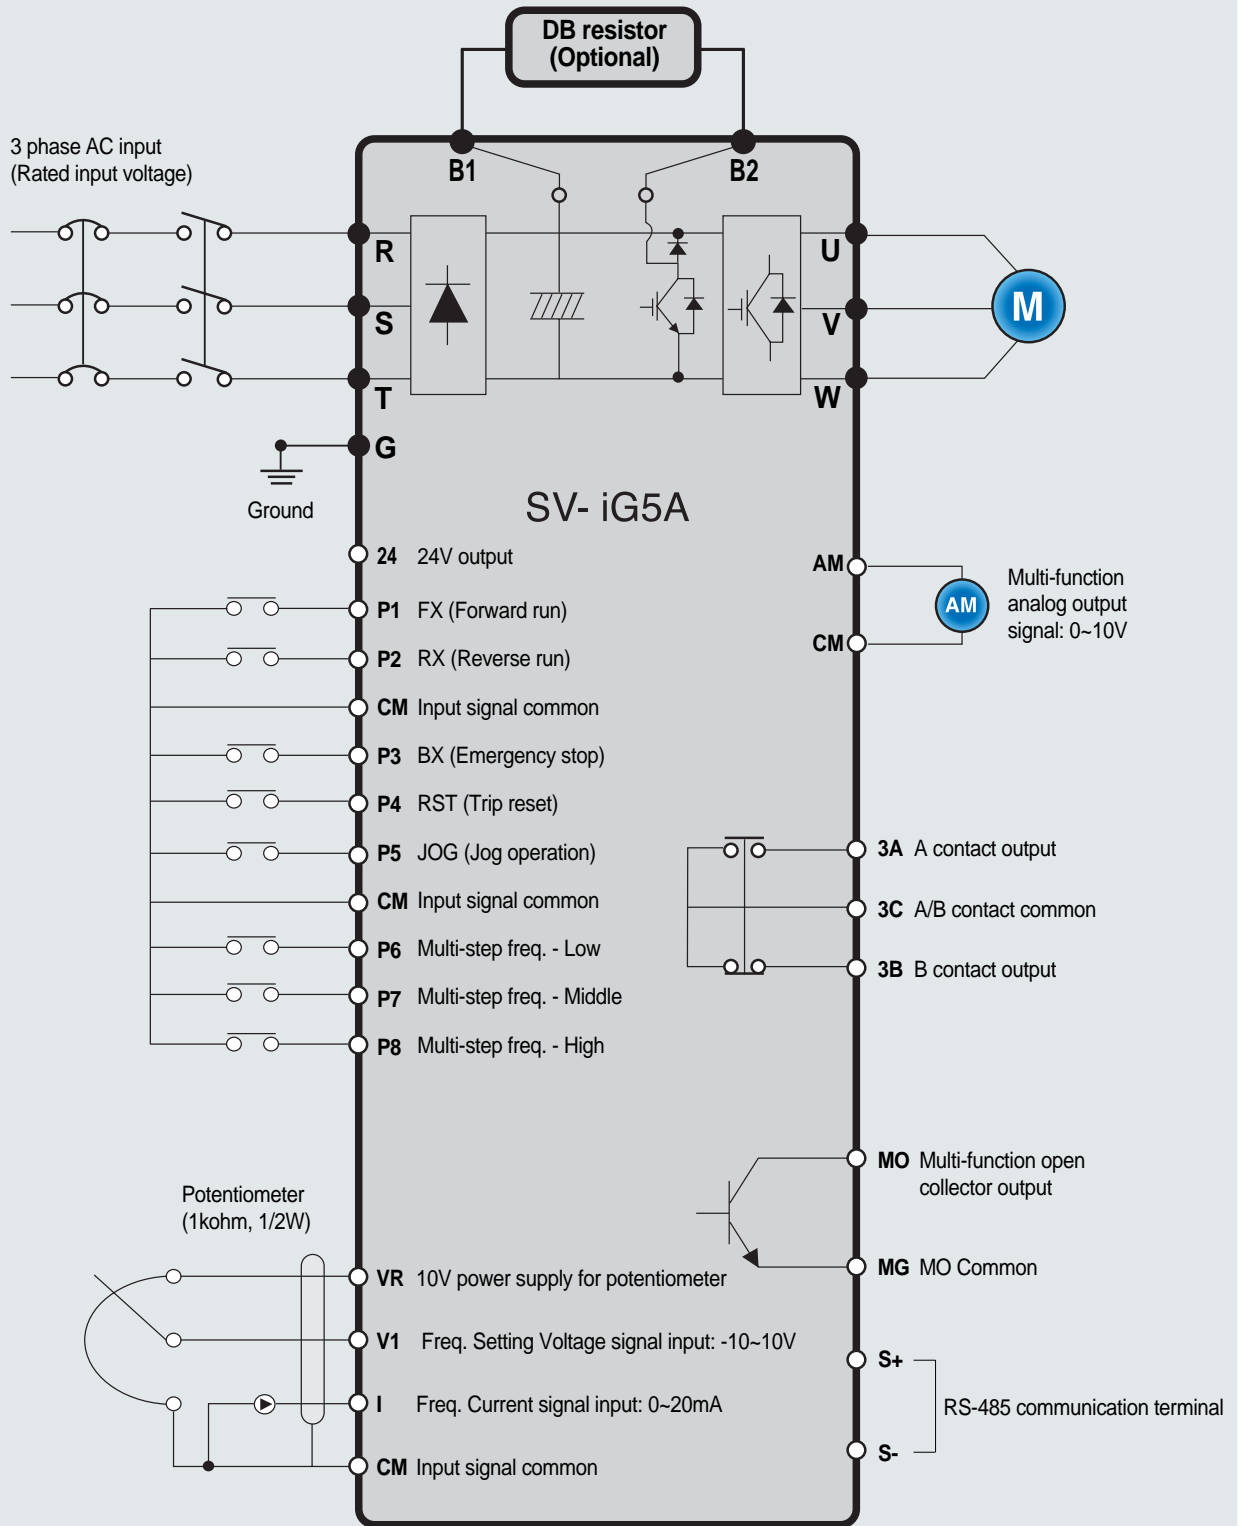 DB resistor
(Optional)
3 phase AC input
(Rated input voltage)
B1
B2
R
U
S
V
M
T
W
G
Ground
SV- iG5A
24 24V output
P1 FX (Forward run)
P2 RX (Reverse run)
CM Input signal common
P3 BX (Emergency stop)
P4 RST (Trip reset)
P5 JOG (Jog operation)
CM Input signal common
P6 Multi-step freq. - Low
P7 Multi-step freq. - Middle
P8 Multi-step freq. - High
AM
AM
CM
Multi-function
analog output
signal: 0~10V
3A A contact output
3C A/B contact common
3B B contact output
MO Multi-function open
collector output
MG MO Common
Potentiometer
(1kohm, 1/2W)
VR 10V power supply for potentiometer
V1 Freq. Setting Voltage signal input: -10~10V
I Freq. Current signal input: 0~20mA
CM Input signal common
S+
RS-485 communication terminal
S-